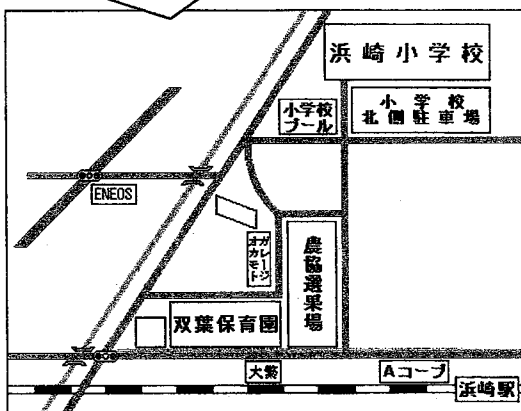 浜崎小学校
小学校
プール
小学校
北側駐車場
ENEOS
ガレージ
オカモト
農協選果場
双葉保育園
大繁
Aコープ
浜崎駅